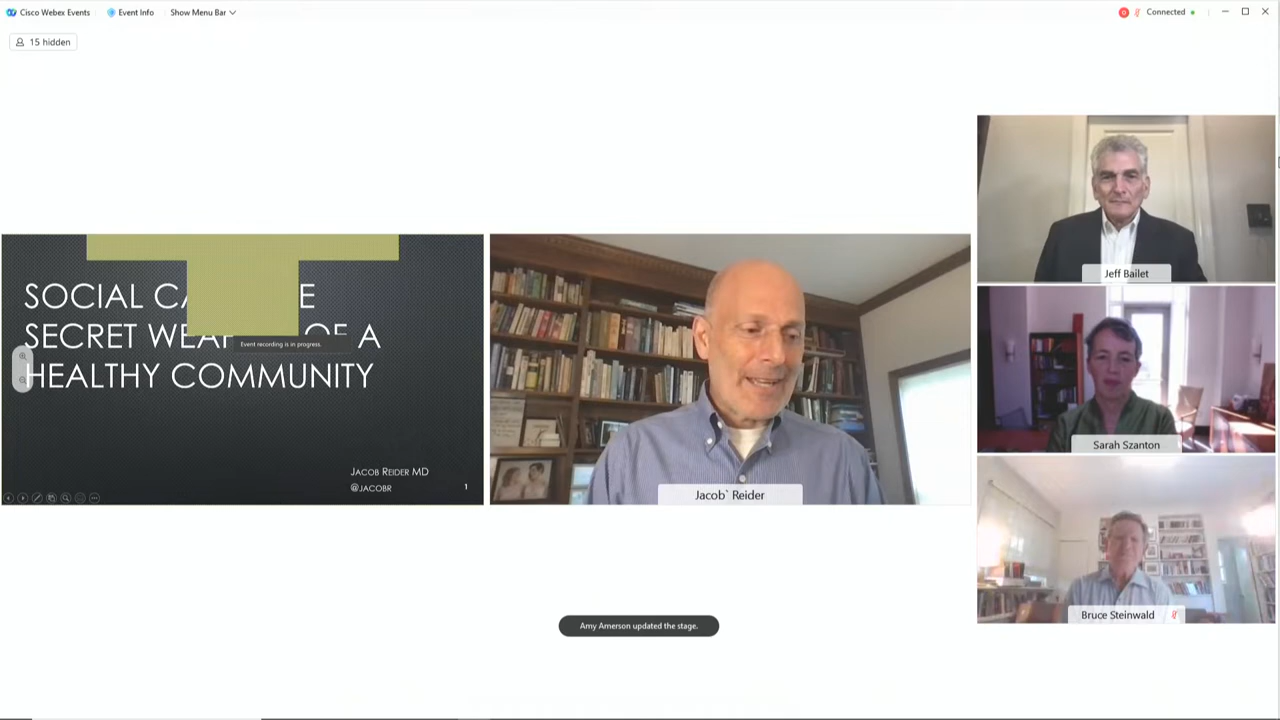 Cisco Webex Events
Event Info
Show Menu Bar
Connected
15 hidden
SOCIAL CA E
SECRET WEAP OF A
HEALTHY COMMUNITY
Event recording is in progress.
JACOB REIDER MD
@JACOBR
1
Jacob` Reider
Jeff Bailet
Sarah Szanton
Bruce Steinwald
Amy Amerson updated the stage.